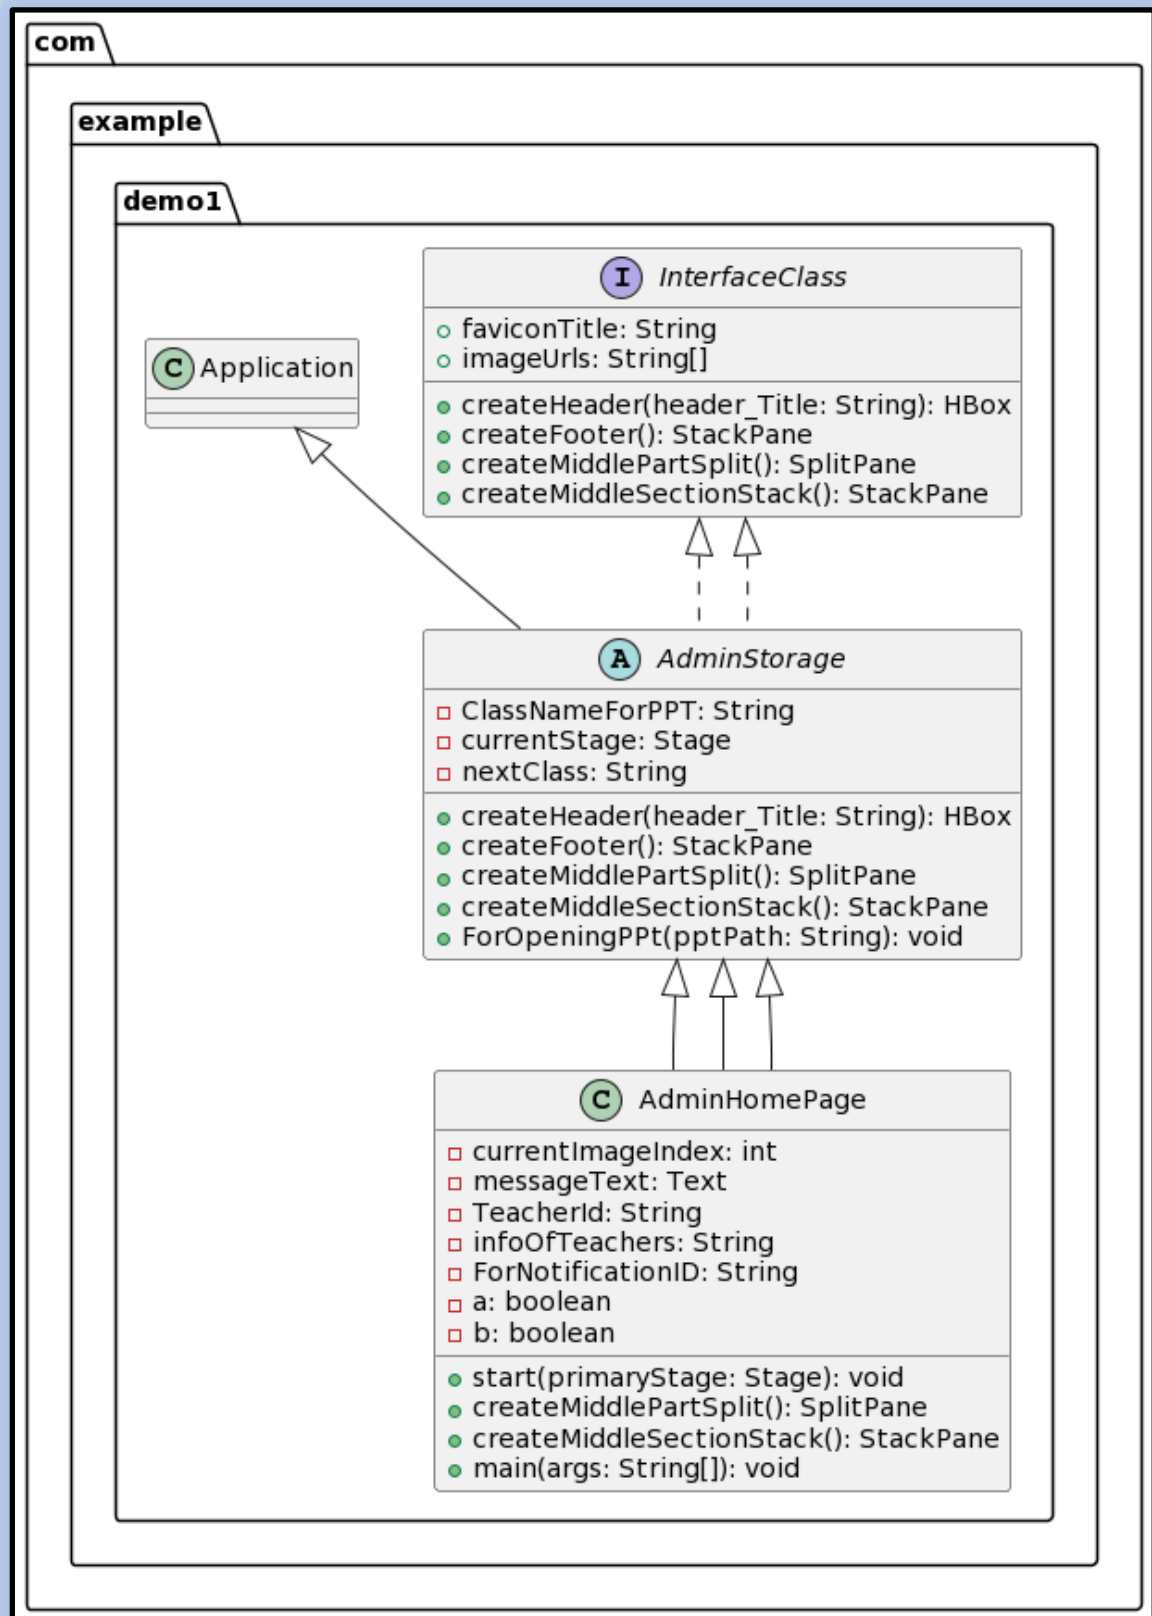 com
example
demo1
I InterfaceClass
faviconTitle: String
imageUrls: String[]
createHeader(header_Title: String): HBox
createFooter(): StackPane
createMiddlePartSplit(): SplitPane
createMiddleSectionStack(): StackPane
C Application
A AdminStorage
ClassNameForPPT: String
currentStage: Stage
nextClass: String
createHeader(header_Title: String): HBox
createFooter(): StackPane
createMiddlePartSplit(): SplitPane
createMiddleSectionStack(): StackPane
ForOpeningPPt(pptPath: String): void
C AdminHomePage
currentImageIndex: int
messageText: Text
TeacherId: String
infoOfTeachers: String
ForNotificationID: String
a: boolean
b: boolean
start(primaryStage: Stage): void
createMiddlePartSplit(): SplitPane
createMiddleSectionStack(): StackPane
main(args: String[]): void